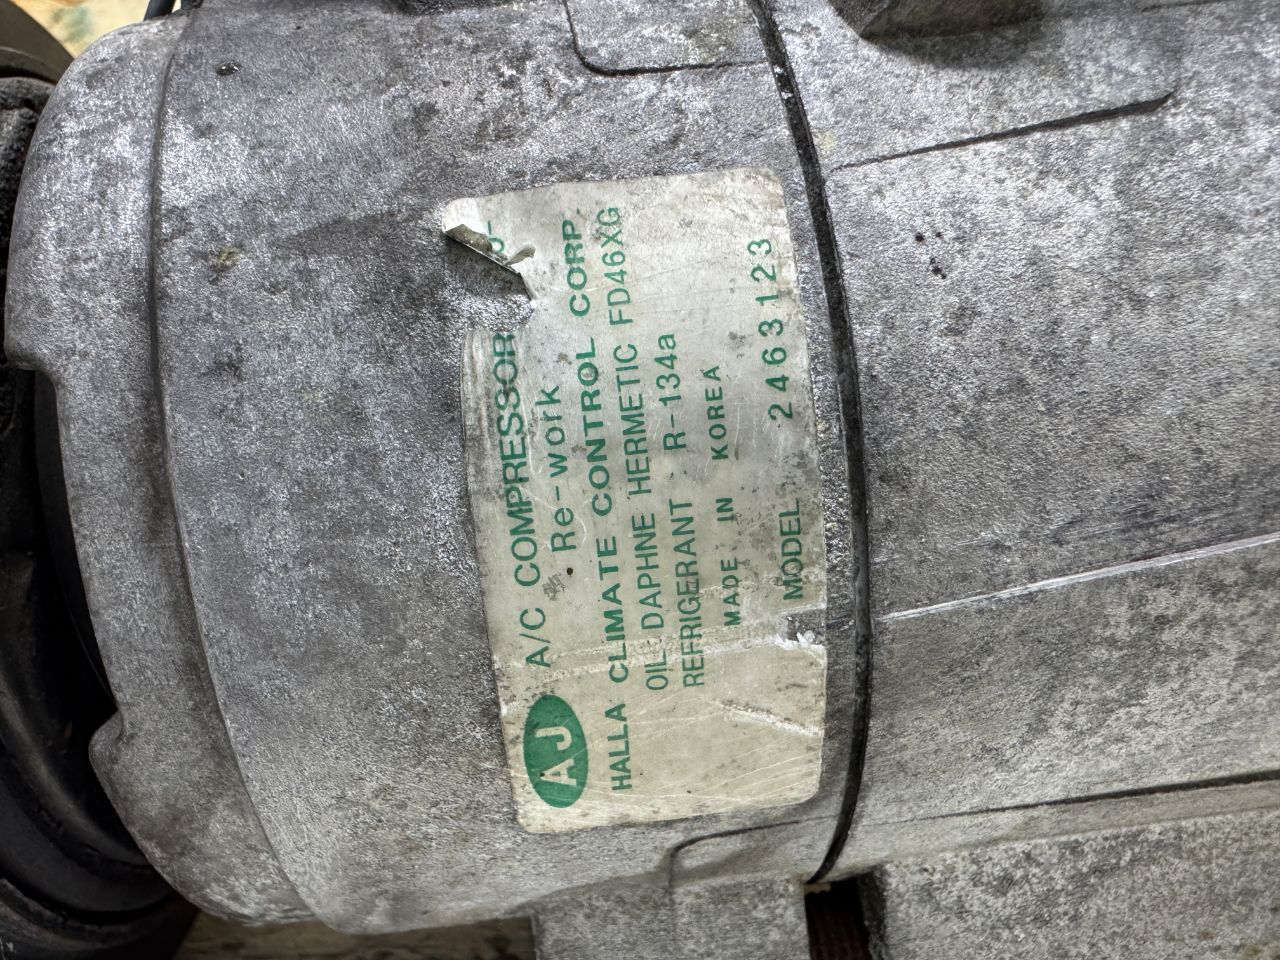 AJ
A/C COMPRESSOR
Re-work
HALLA CLIMATE CONTROL CORP.
OIL DAPHNE HERMETIC FD46XG
REFRIGERANT R-134a
MADE IN KOREA
MODEL 2463123